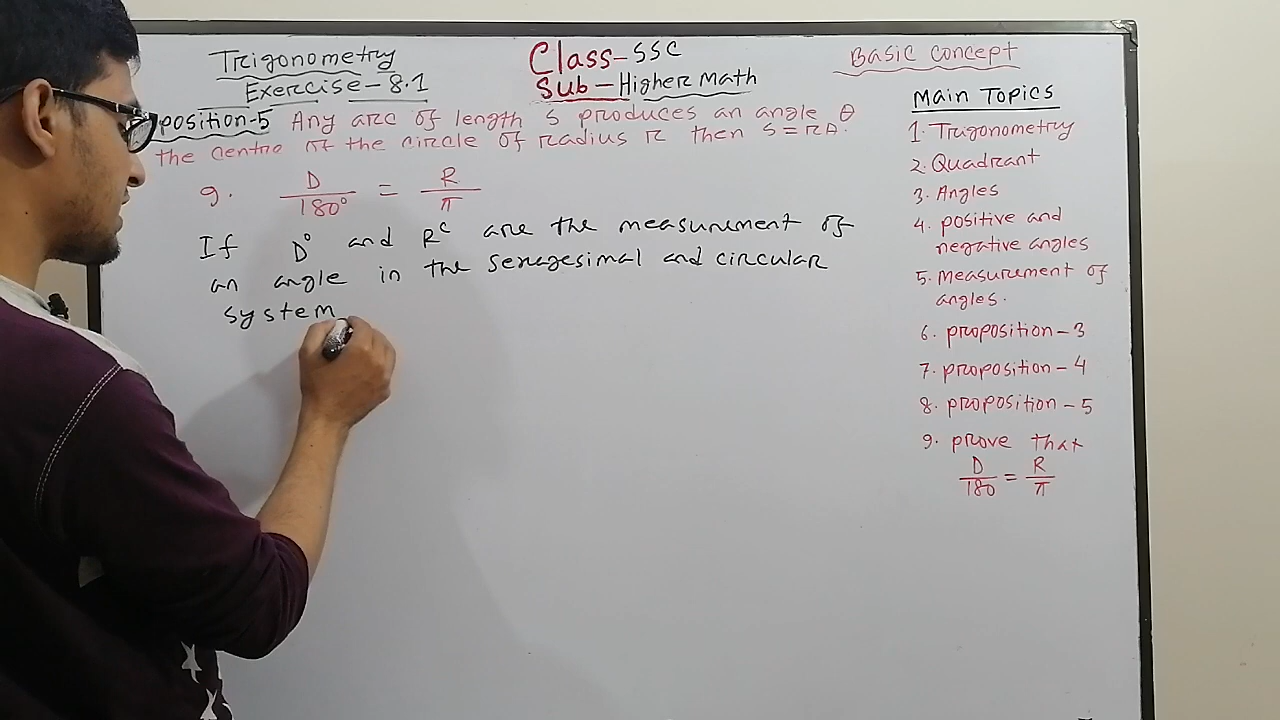 Trigonometry
Exercise - 8.1
Class - SSC
Sub - Higher Math
Basic Concept
position-5 Any arc of length s produces an angle θ
the centre of the circle of radius r then s = rθ.
9. D/180° = R/π
If D° and R^c are the measurement of
an angle in the sexagesimal and circular
system
Main Topics
1. Trigonometry
2. Quadrant
3. Angles
4. positive and
negative angles
5. Measurement of
angles.
6. proposition - 3
7. proposition - 4
8. proposition - 5
9. prove that
D/180 = R/π